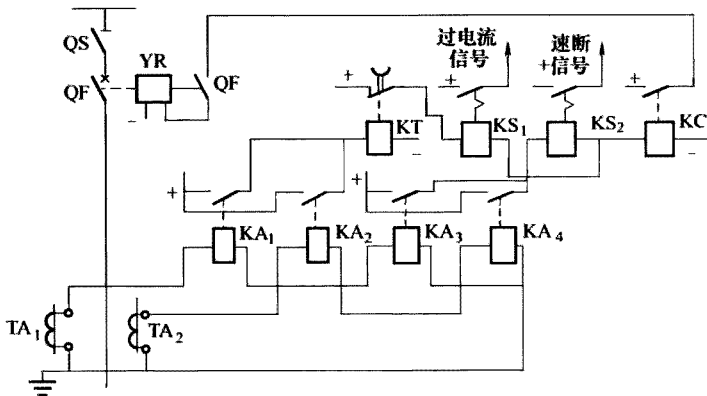 QS
YR
过电流
信号
速断
+信号
QF
QF
+
+
+
KT
KS₁
KS₂
KC
−
−
−
+
+
KA₁
KA₂
KA₃
KA₄
TA₁
TA₂